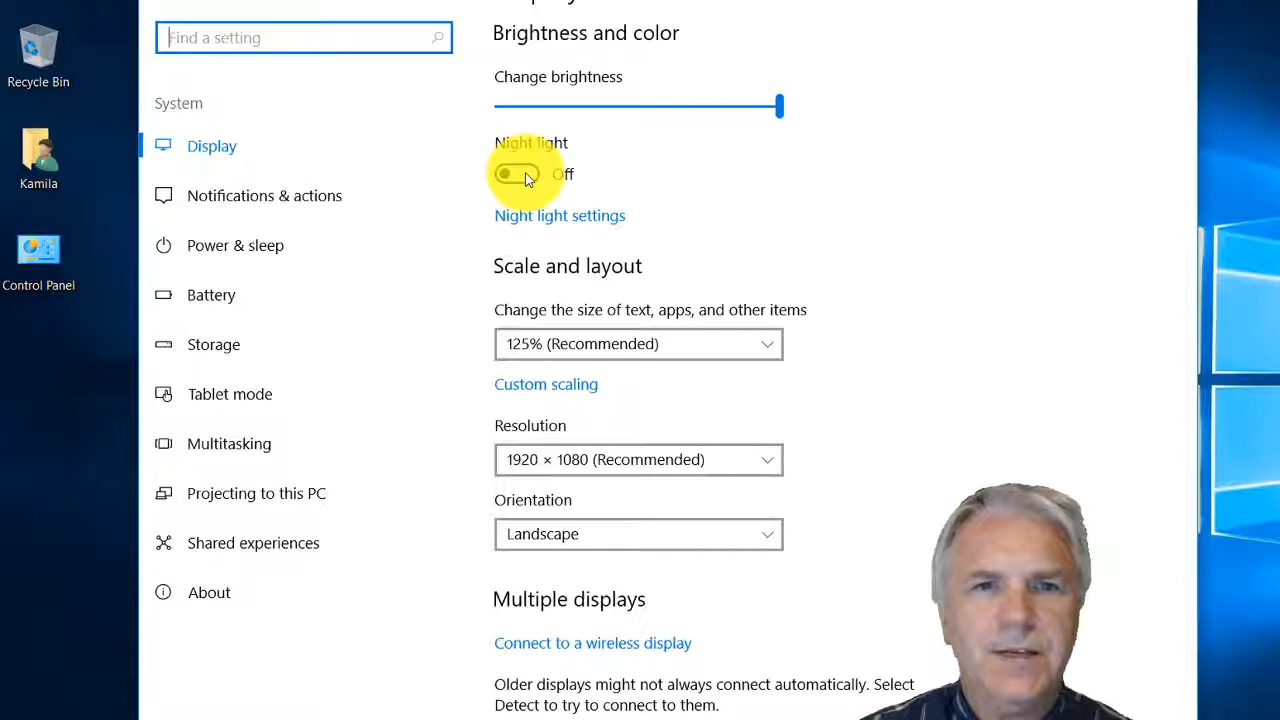 Recycle Bin
Kamila
Control Panel
Find a setting
System
Display
Notifications & actions
Power & sleep
Battery
Storage
Tablet mode
Multitasking
Projecting to this PC
Shared experiences
About
Brightness and color
Change brightness
Night light
Off
Night light settings
Scale and layout
Change the size of text, apps, and other items
125% (Recommended)
Custom scaling
Resolution
1920 × 1080 (Recommended)
Orientation
Landscape
Multiple displays
Connect to a wireless display
Older displays might not always connect automatically. Select
Detect to try to connect to them.